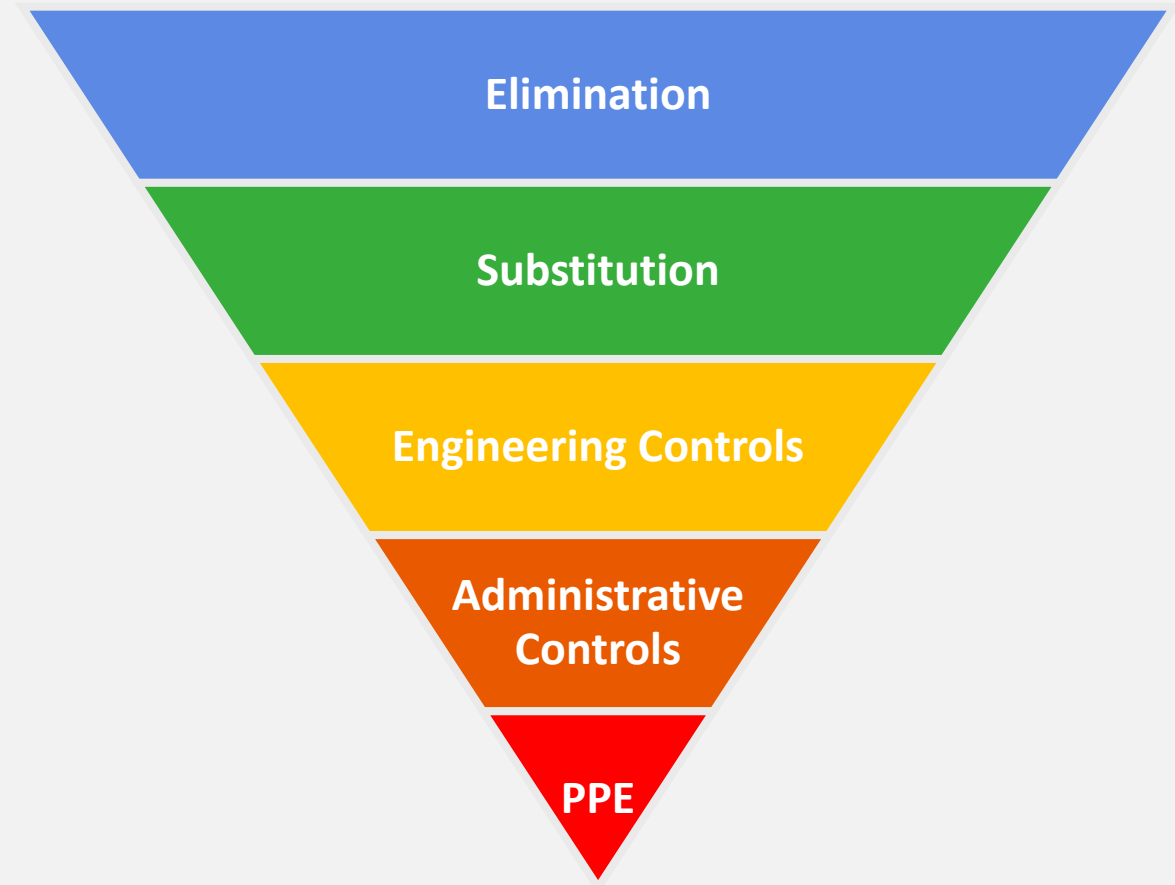 Elimination
Substitution
Engineering Controls
Administrative
Controls
PPE